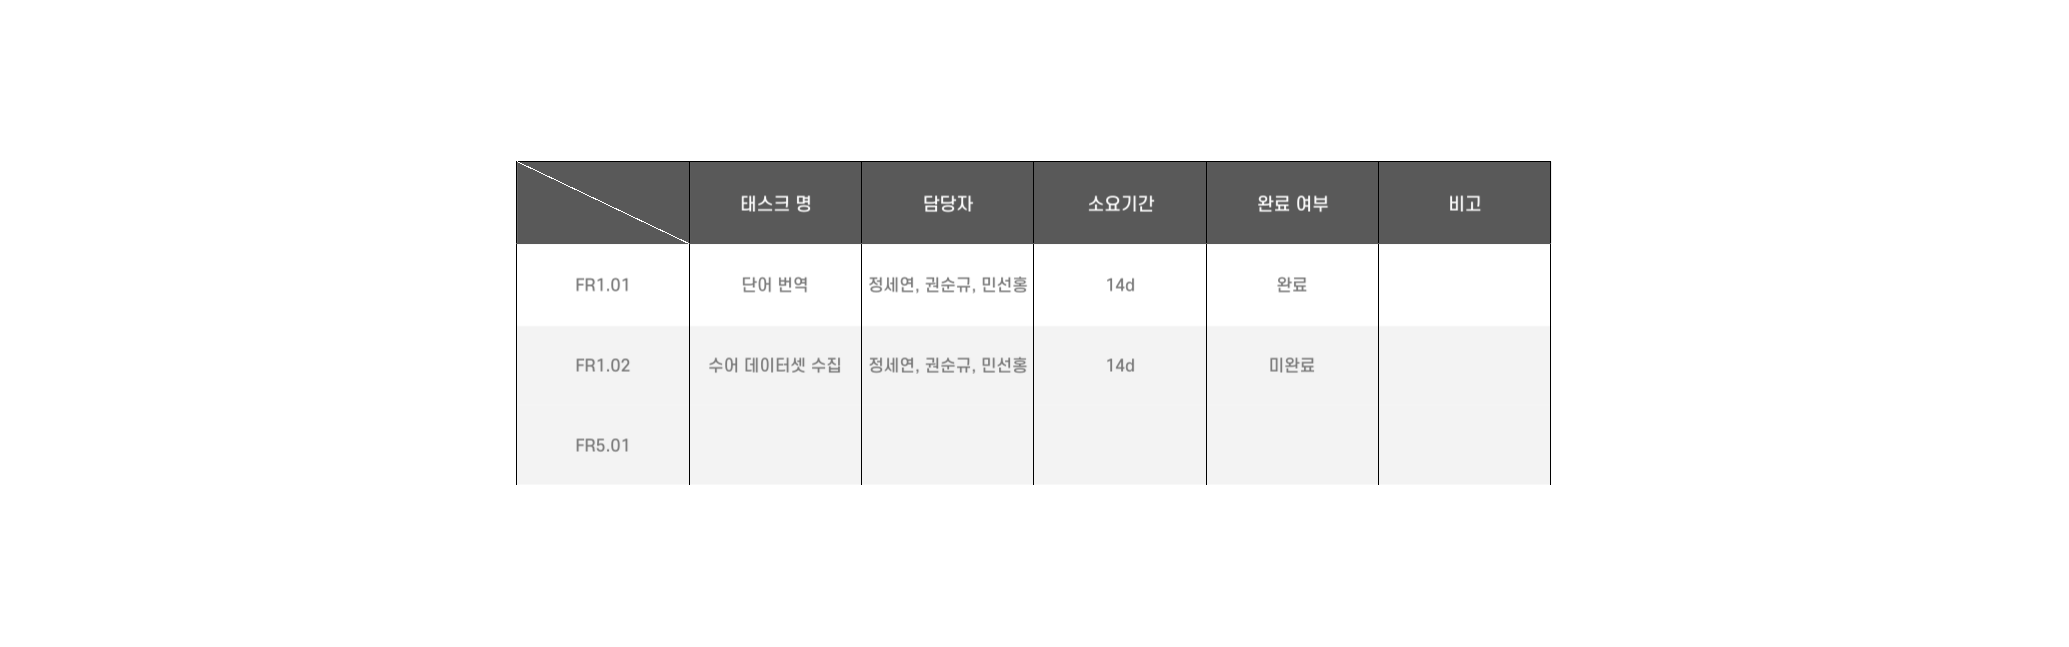 태스크 명 담당자 소요기간 완료 여부 비고
FR1.01 단어 번역 정세연, 권순규, 민선홍 14d 완료
FR1.02 수어 데이터셋 수집 정세연, 권순규, 민선홍 14d 미완료
FR5.01